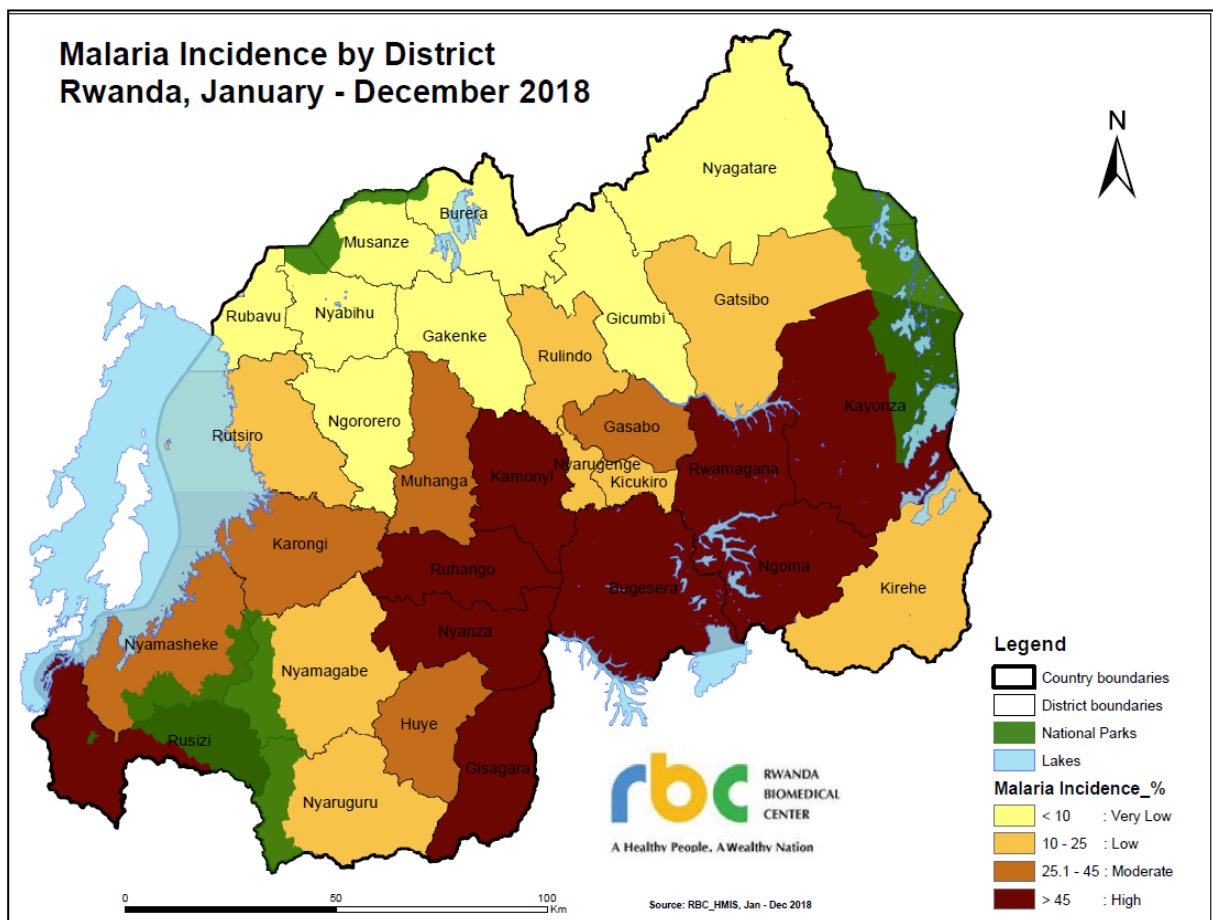 Malaria Incidence by District
Rwanda, January - December 2018
N
Nyagatare
Burera
Musanze
Gatsibo
Rubavu
Nyabihu
Gicumbi
Gakenke
Rulindo
Kayonza
Ngororero
Gasabo
Rutsiro
Nyarugenge
Rwamagana
Muhanga
Kamonyi
Kicukiro
Karongi
Ruhango
Ngoma
Bugesera
Kirehe
Nyanza
Nyamasheke
Nyamagabe
Huye
Rusizi
Gisagara
Nyaruguru
Legend
Country boundaries
District boundaries
National Parks
Lakes
Malaria Incidence_%
< 10 : Very Low
10 - 25 : Low
25.1 - 45 : Moderate
> 45 : High
rbc
RWANDA
BIOMEDICAL
CENTER
A Healthy People, A Wealthy Nation
0 50 100
Km
Source: RBC_HMIS, Jan - Dec 2018